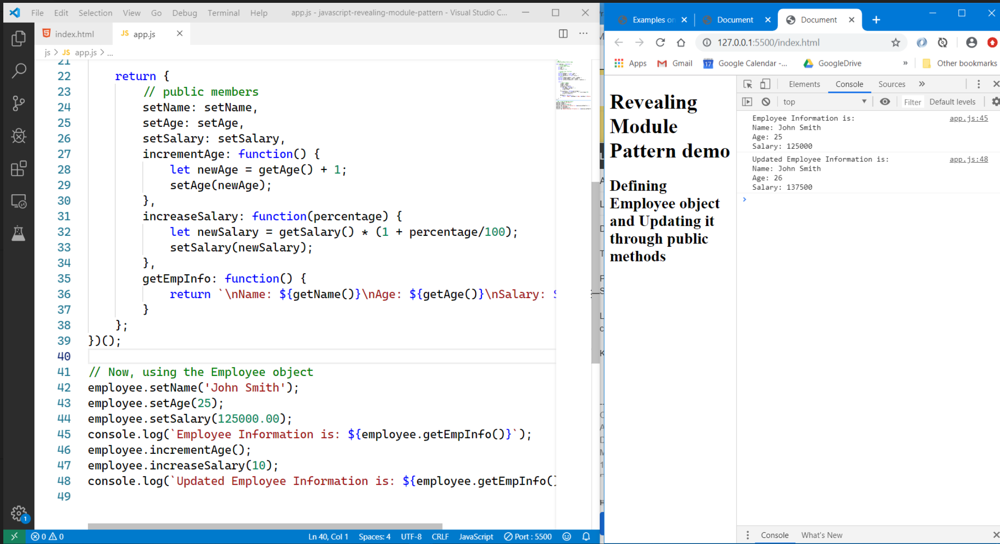 File Edit Selection View Go Debug Terminal Help app.js - javascript-revealing-module-pattern - Visual Studio C...
index.html
JS app.js
js > JS app.js > ...
21
22 return {
23 // public members
24 setName: setName,
25 setAge: setAge,
26 setSalary: setSalary,
27 incrementAge: function() {
28 let newAge = getAge() + 1;
29 setAge(newAge);
30 },
31 increaseSalary: function(percentage) {
32 let newSalary = getSalary() * (1 + percentage/100);
33 setSalary(newSalary);
34 },
35 getEmpInfo: function() {
36 return `\nName: ${getName()}\nAge: ${getAge()}\nSalary: $
37 }
38 };
39 })();
40
41 // Now, using the Employee object
42 employee.setName('John Smith');
43 employee.setAge(25);
44 employee.setSalary(125000.00);
45 console.log(`Employee Information is: ${employee.getEmpInfo()}`);
46 employee.incrementAge();
47 employee.increaseSalary(10);
48 console.log(`Updated Employee Information is: ${employee.getEmpInfo()
49
1
0 0 Ln 40, Col 1 Spaces: 4 UTF-8 CRLF JavaScript Port : 5500
Examples on Document Document
127.0.0.1:5500/index.html
Apps Gmail 17 Google Calendar -... GoogleDrive » Other bookmarks
Revealing
Module
Pattern demo
Defining
Employee object
and Updating it
through public
methods
Elements Console Sources »
top Filter Default levels
Employee Information is: app.js:45
Name: John Smith
Age: 25
Salary: 125000
Updated Employee Information is: app.js:48
Name: John Smith
Age: 26
Salary: 137500
>
Console What's New